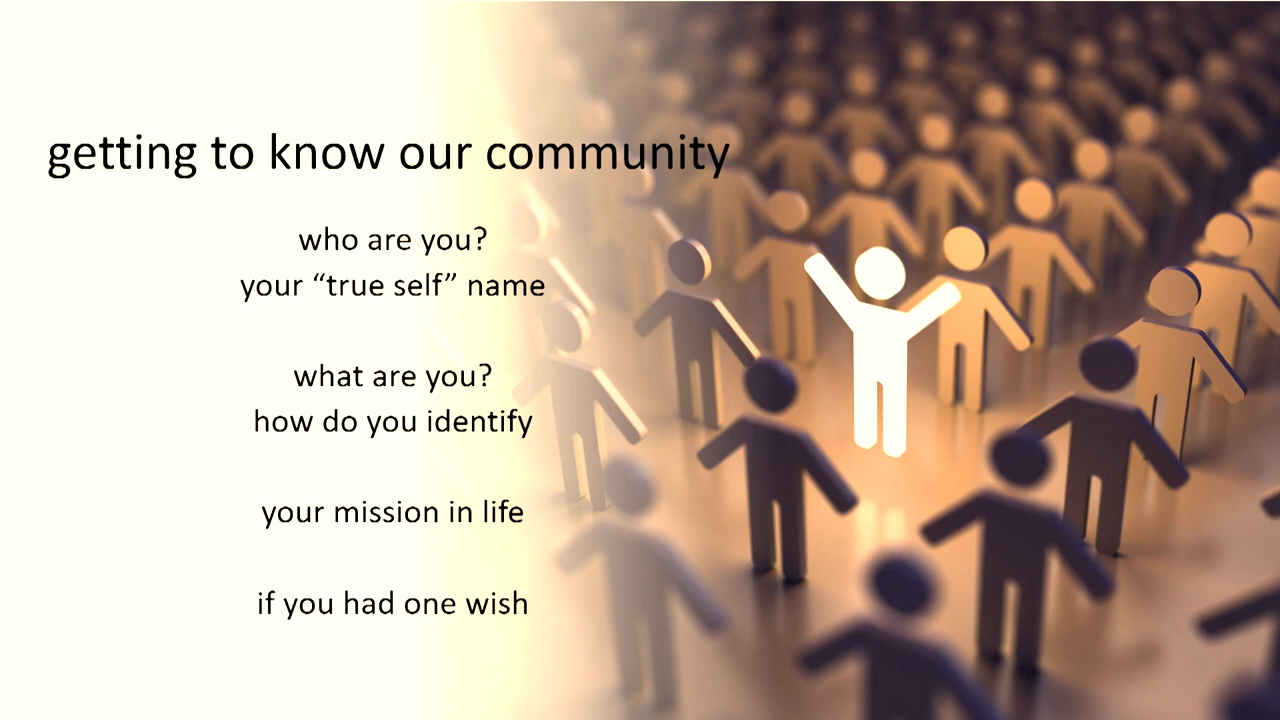 getting to know our community
who are you?
your “true self” name
what are you?
how do you identify
your mission in life
if you had one wish